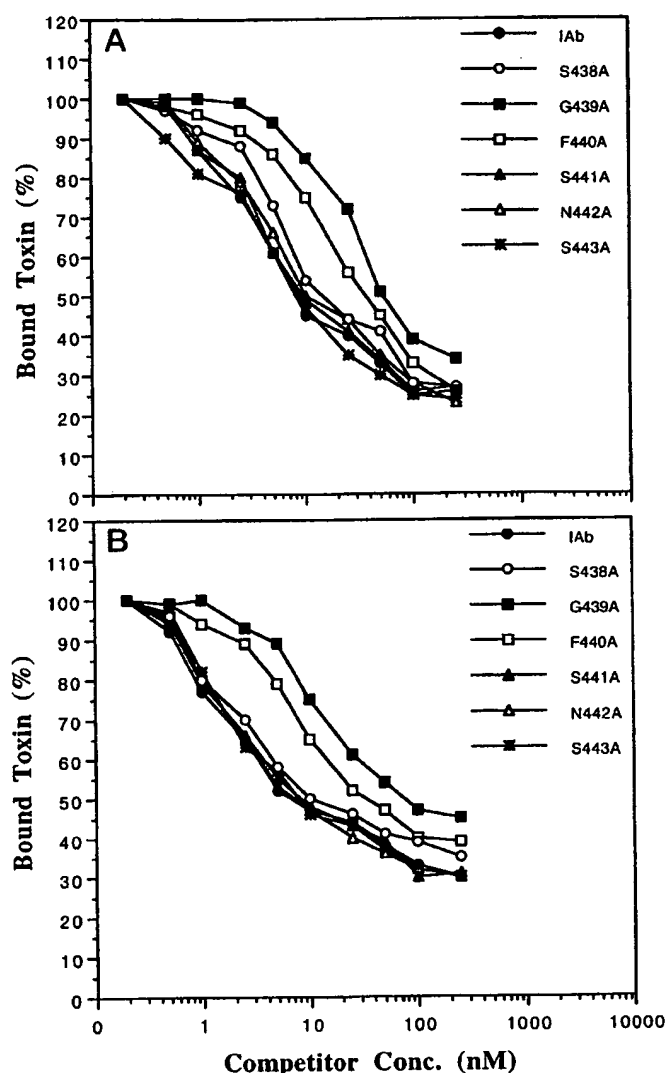 A
120
110
100
90
80
70
60
50
40
30
20
10
0
Bound Toxin (%)
IAb
S438A
G439A
F440A
S441A
N442A
S443A
B
120
110
100
90
80
70
60
50
40
30
20
10
0
Bound Toxin (%)
IAb
S438A
G439A
F440A
S441A
N442A
S443A
0 1 10 100 1000 10000
Competitor Conc. (nM)